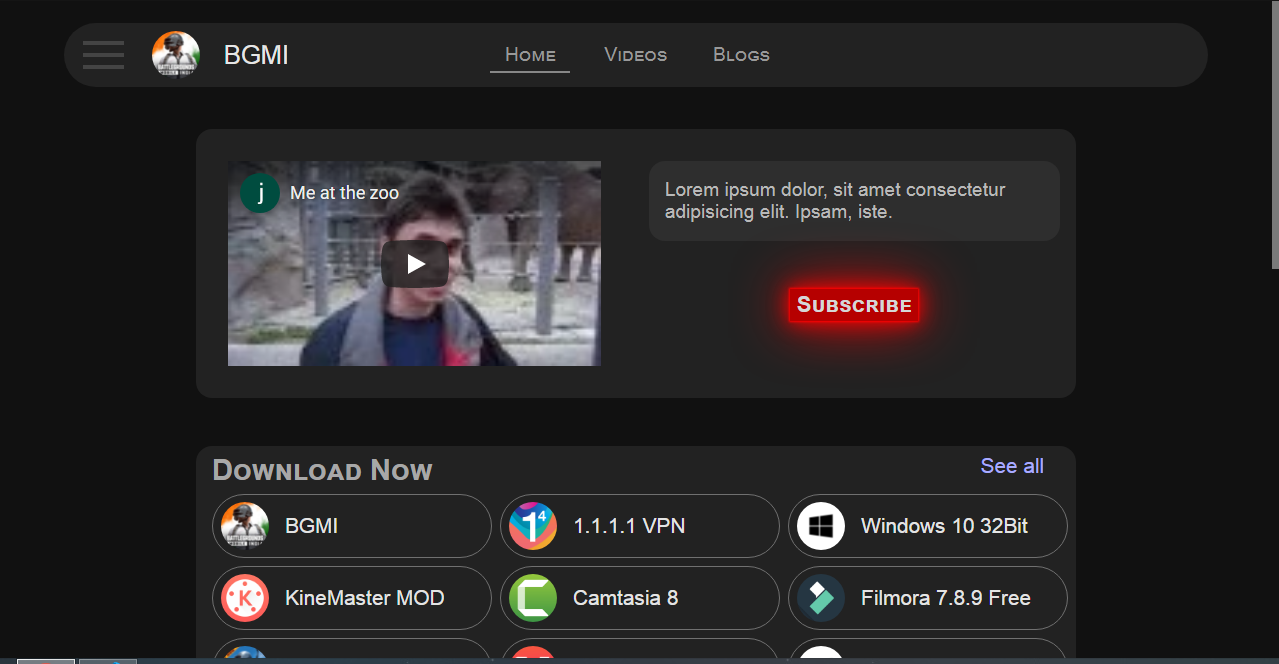 BGMI
Home Videos Blogs
j Me at the zoo
Lorem ipsum dolor, sit amet consectetur
adipisicing elit. Ipsam, iste.
Subscribe
Download Now
See all
BGMI
1.1.1.1 VPN
Windows 10 32Bit
KineMaster MOD
Camtasia 8
Filmora 7.8.9 Free